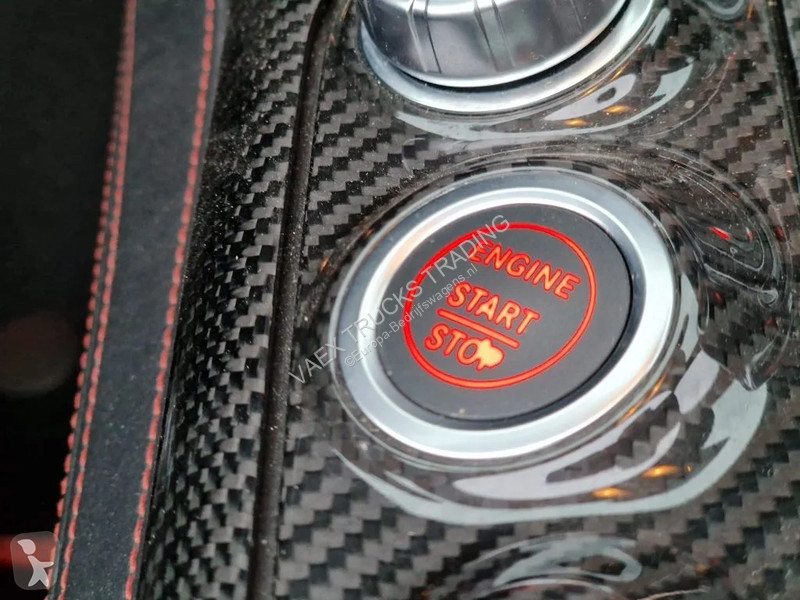 ENGINE
START
STOP
VAEX TRUCKS TRADING
©Europa-Bedrijfswagens.nl